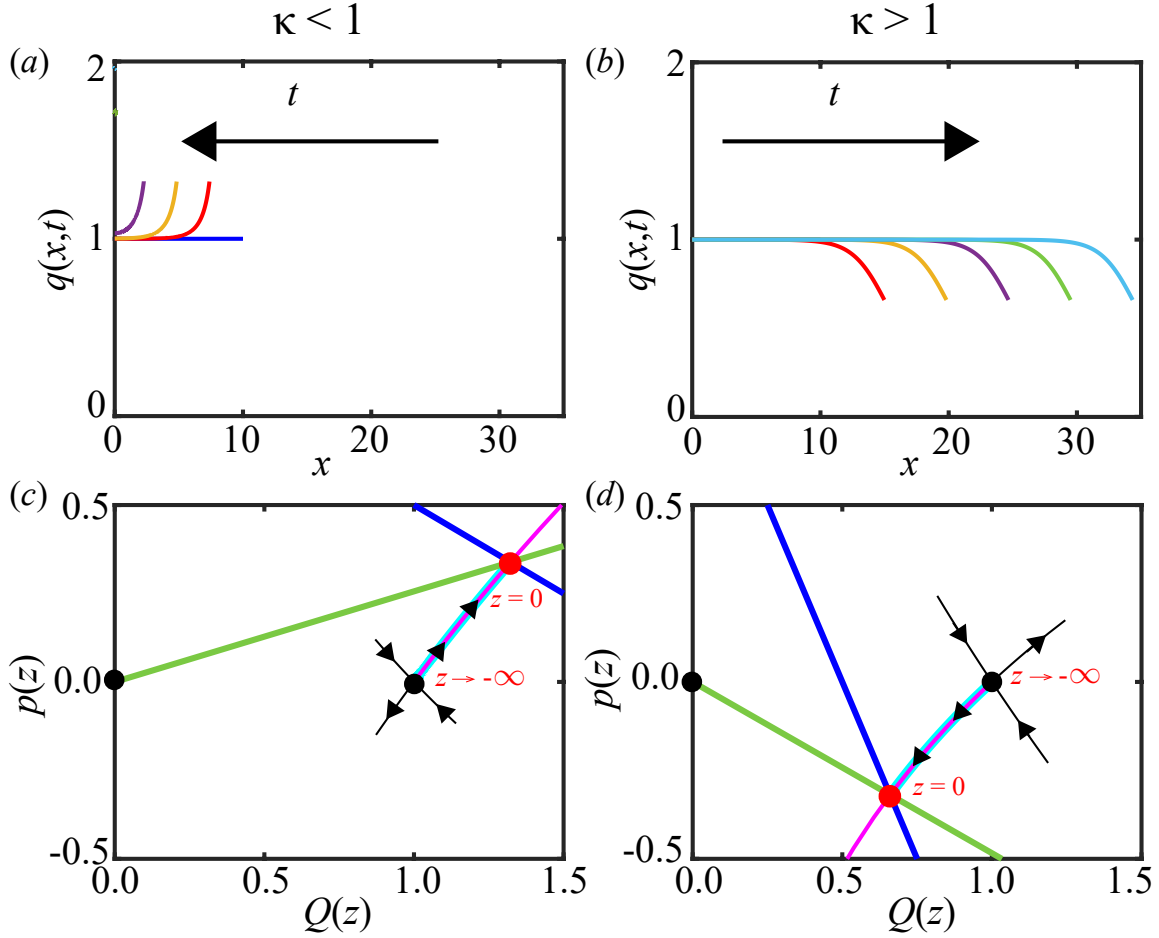 κ < 1
κ > 1
(a)
2
1
0
q(x,t)
t
0
10
20
30
x
(b)
2
1
0
q(x,t)
t
0
10
20
30
x
(c)
0.5
0.0
-0.5
p(z)
z = 0
z → -∞
0.0
0.5
1.0
1.5
Q(z)
(d)
0.5
0.0
-0.5
p(z)
z → -∞
z = 0
0.0
0.5
1.0
1.5
Q(z)